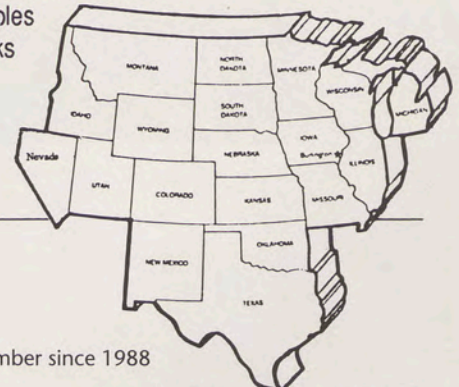 ples
ks
MONTANA
NORTH
DAKOTA
MINNESOTA
WISCONSIN
MICHIGAN
IDAHO
WYOMING
SOUTH
DAKOTA
Nevada
NEBRASKA
IOWA
Burlington
ILLINOIS
UTAH
COLORADO
KANSAS
MISSOURI
NEW MEXICO
OKLAHOMA
TEXAS
mber since 1988